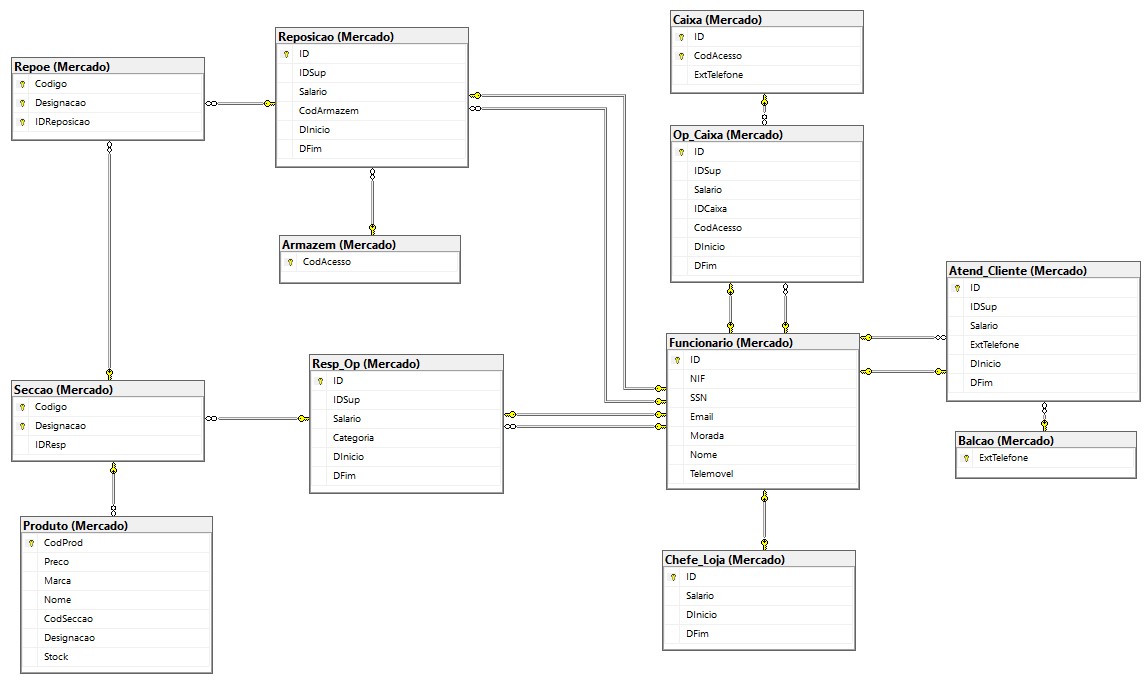 Repoe (Mercado)
Codigo
Designacao
IDReposicao
Reposicao (Mercado)
ID
IDSup
Salario
CodArmazem
DInicio
DFim
Armazem (Mercado)
CodAcesso
Caixa (Mercado)
ID
CodAcesso
ExtTelefone
Op_Caixa (Mercado)
ID
IDSup
Salario
IDCaixa
CodAcesso
DInicio
DFim
Atend_Cliente (Mercado)
ID
IDSup
Salario
ExtTelefone
DInicio
DFim
Balcao (Mercado)
ExtTelefone
Funcionario (Mercado)
ID
NIF
SSN
Email
Morada
Nome
Telemovel
Resp_Op (Mercado)
ID
IDSup
Salario
Categoria
DInicio
DFim
Seccao (Mercado)
Codigo
Designacao
IDResp
Produto (Mercado)
CodProd
Preco
Marca
Nome
CodSeccao
Designacao
Stock
Chefe_Loja (Mercado)
ID
Salario
DInicio
DFim